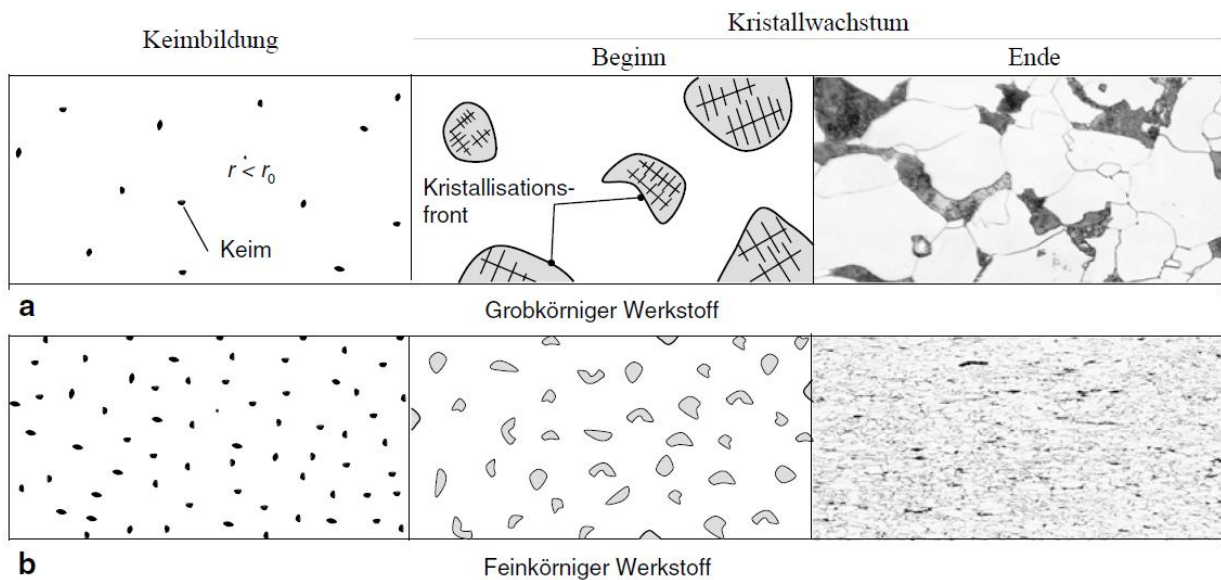 Keimbildung
Kristallwachstum
Beginn
Ende
r < r₀
Keim
Kristallisations-
front
a
Grobkörniger Werkstoff
b
Feinkörniger Werkstoff